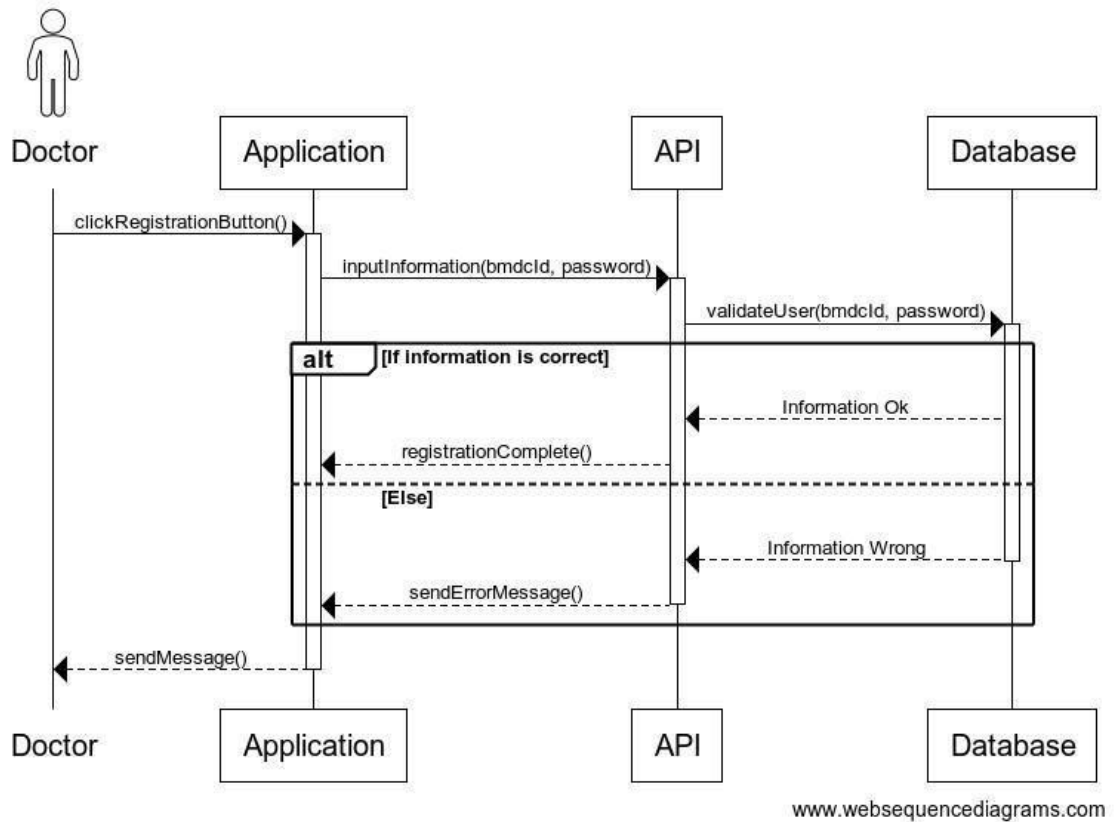 Doctor
Application
API
Database
clickRegistrationButton()
inputInformation(bmdcId, password)
validateUser(bmdcId, password)
alt
[If information is correct]
Information Ok
registrationComplete()
[Else]
Information Wrong
sendErrorMessage()
sendMessage()
Doctor
Application
API
Database
www.websequencediagrams.com